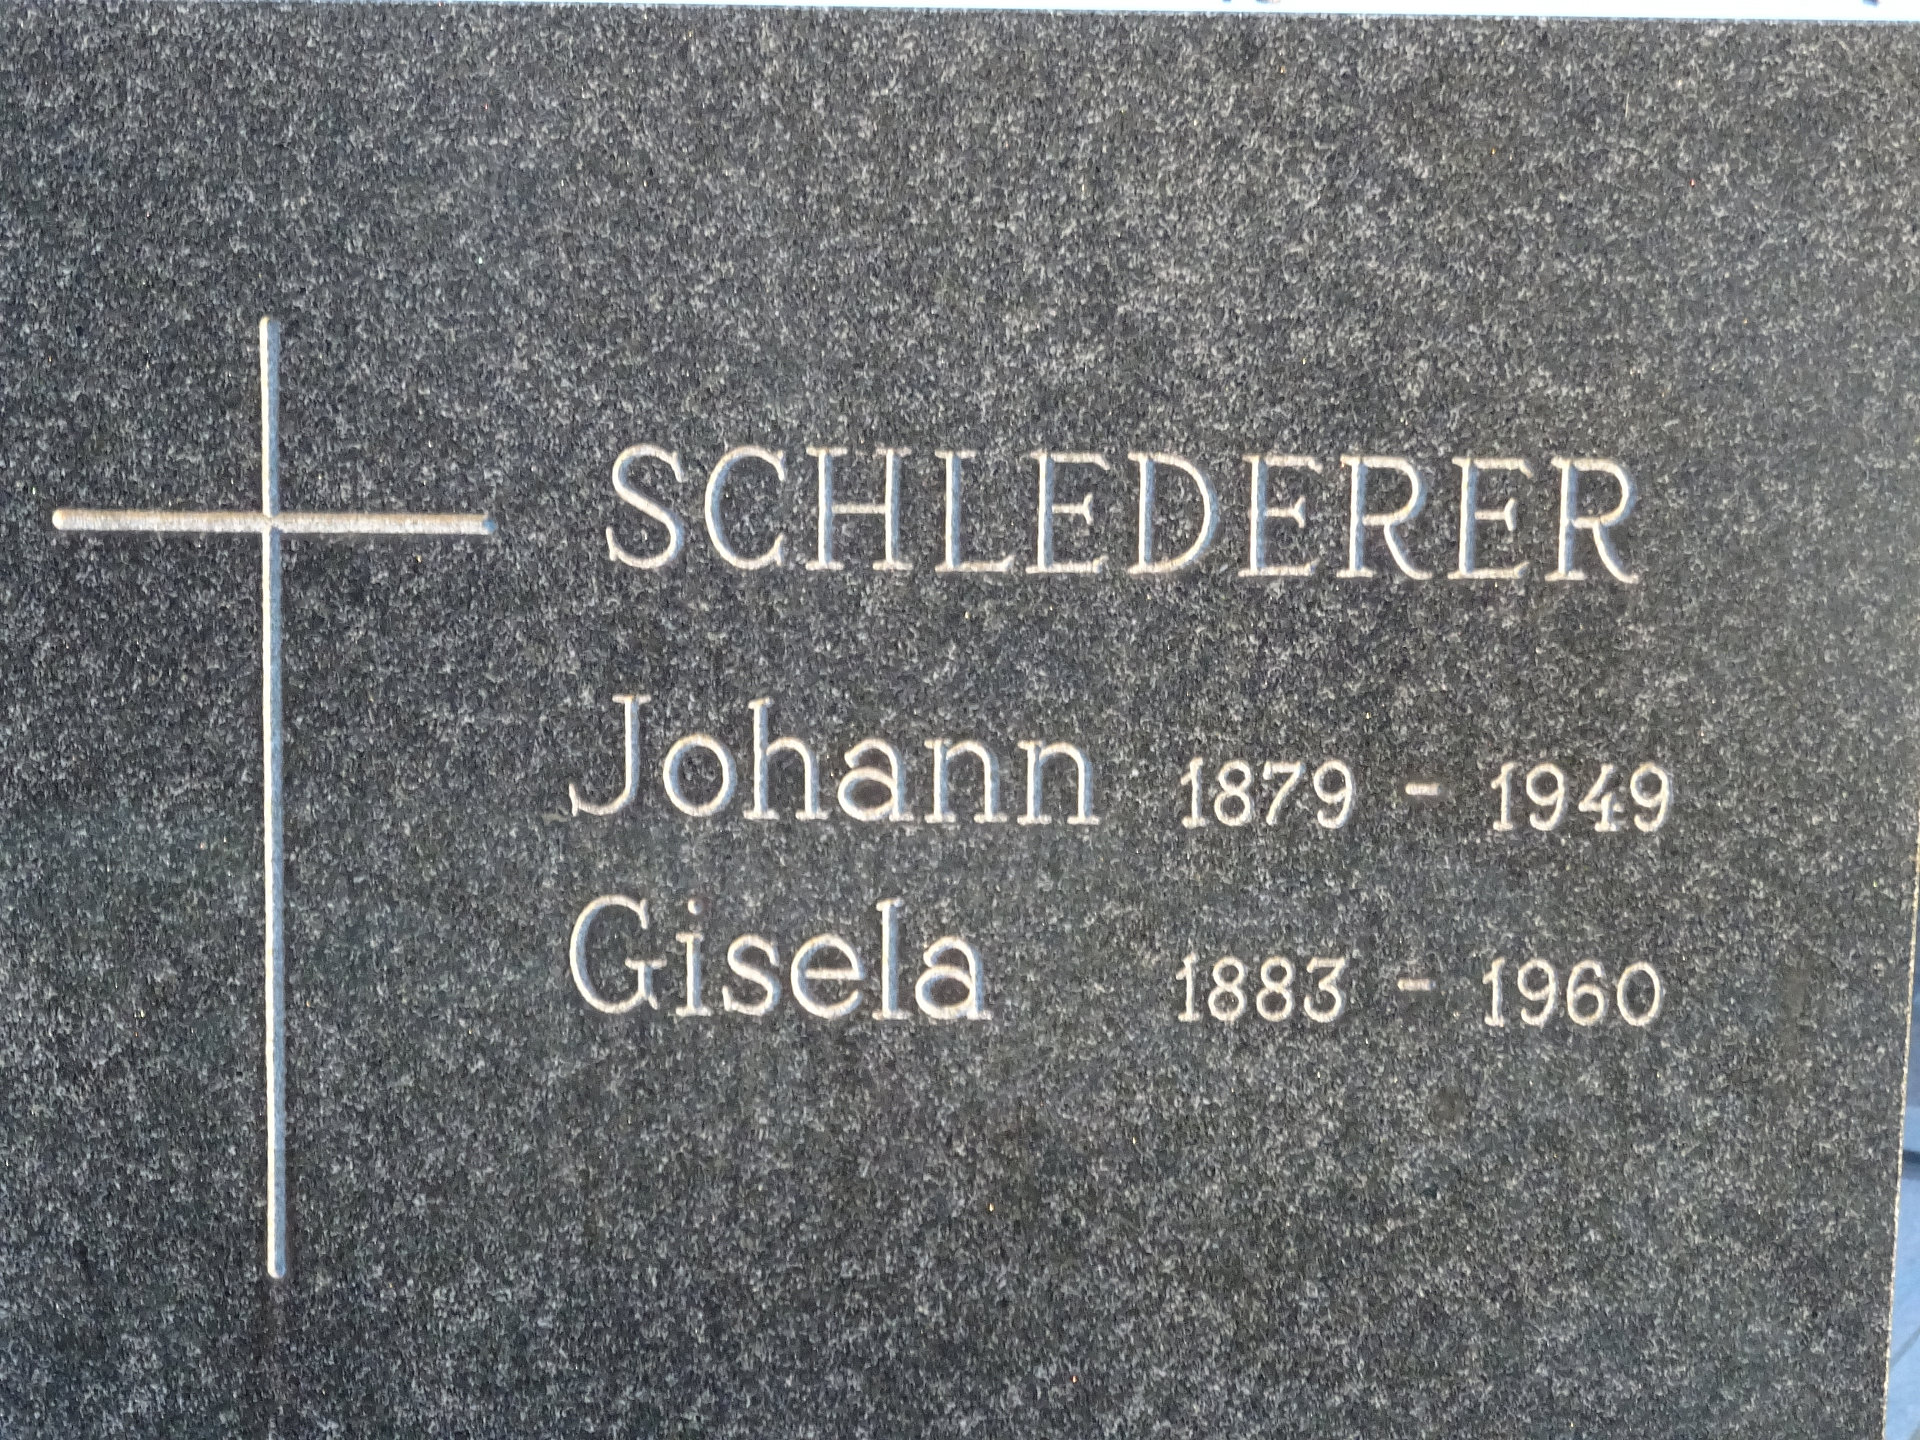 SCHLEDERER
Johann 1879 - 1949
Gisela 1883 - 1960